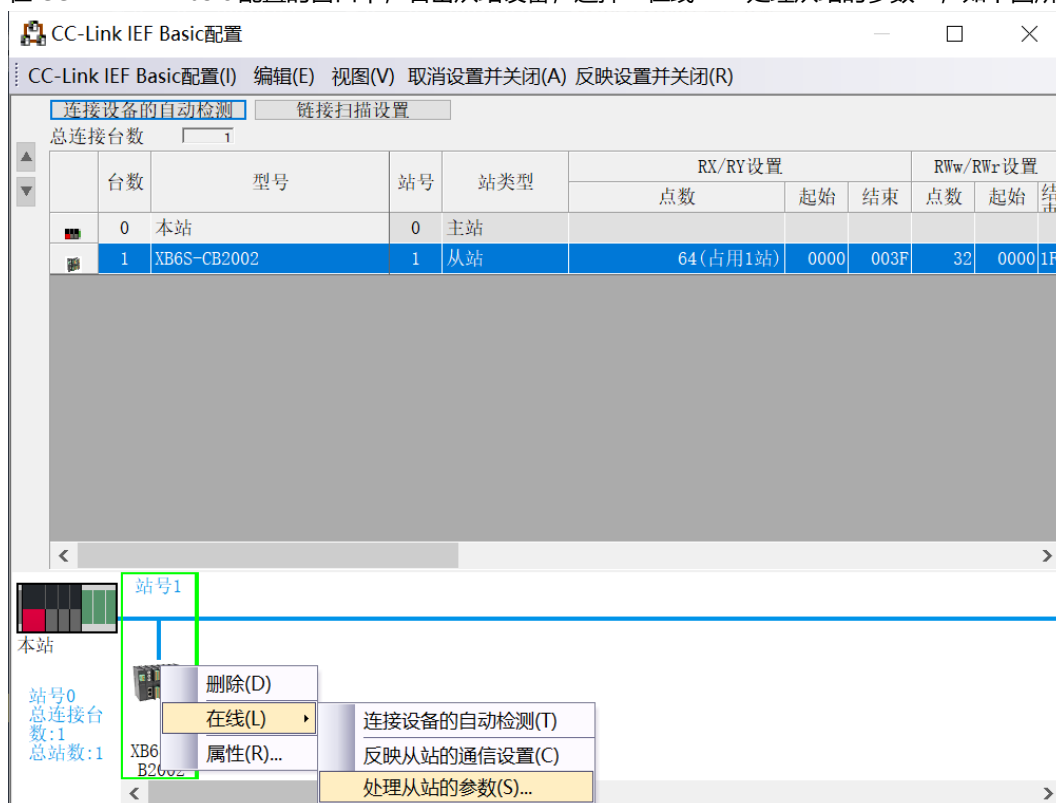 CC-Link IEF Basic配置
CC-Link IEF Basic配置(I) 编辑(E) 视图(V) 取消设置并关闭(A) 反映设置并关闭(R)
连接设备的自动检测 链接扫描设置
总连接台数 1
台数 型号 站号 站类型 RX/RY设置 RWw/RWr设置
点数 起始 结束 点数 起始 结束
0 本站 0 主站
1 XB6S-CB2002 1 从站 64(占用1站) 0000 003F 32 0000 1F
站号1
本站
站号0
总连接台
数:1
总站数:1
XB6
B2002
删除(D)
在线(L)
属性(R)...
连接设备的自动检测(T)
反映从站的通信设置(C)
处理从站的参数(S)...